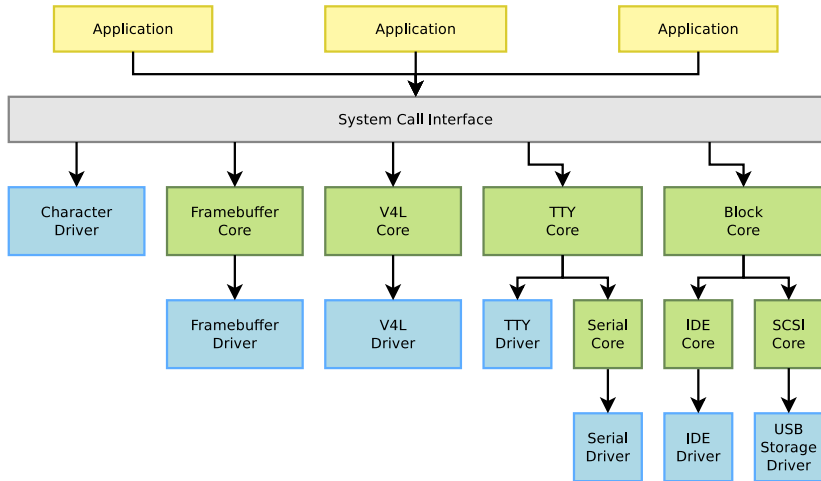 Application
Application
Application
System Call Interface
Character
Driver
Framebuffer
Core
V4L
Core
TTY
Core
Block
Core
Framebuffer
Driver
V4L
Driver
TTY
Driver
Serial
Core
IDE
Core
SCSI
Core
Serial
Driver
IDE
Driver
USB
Storage
Driver